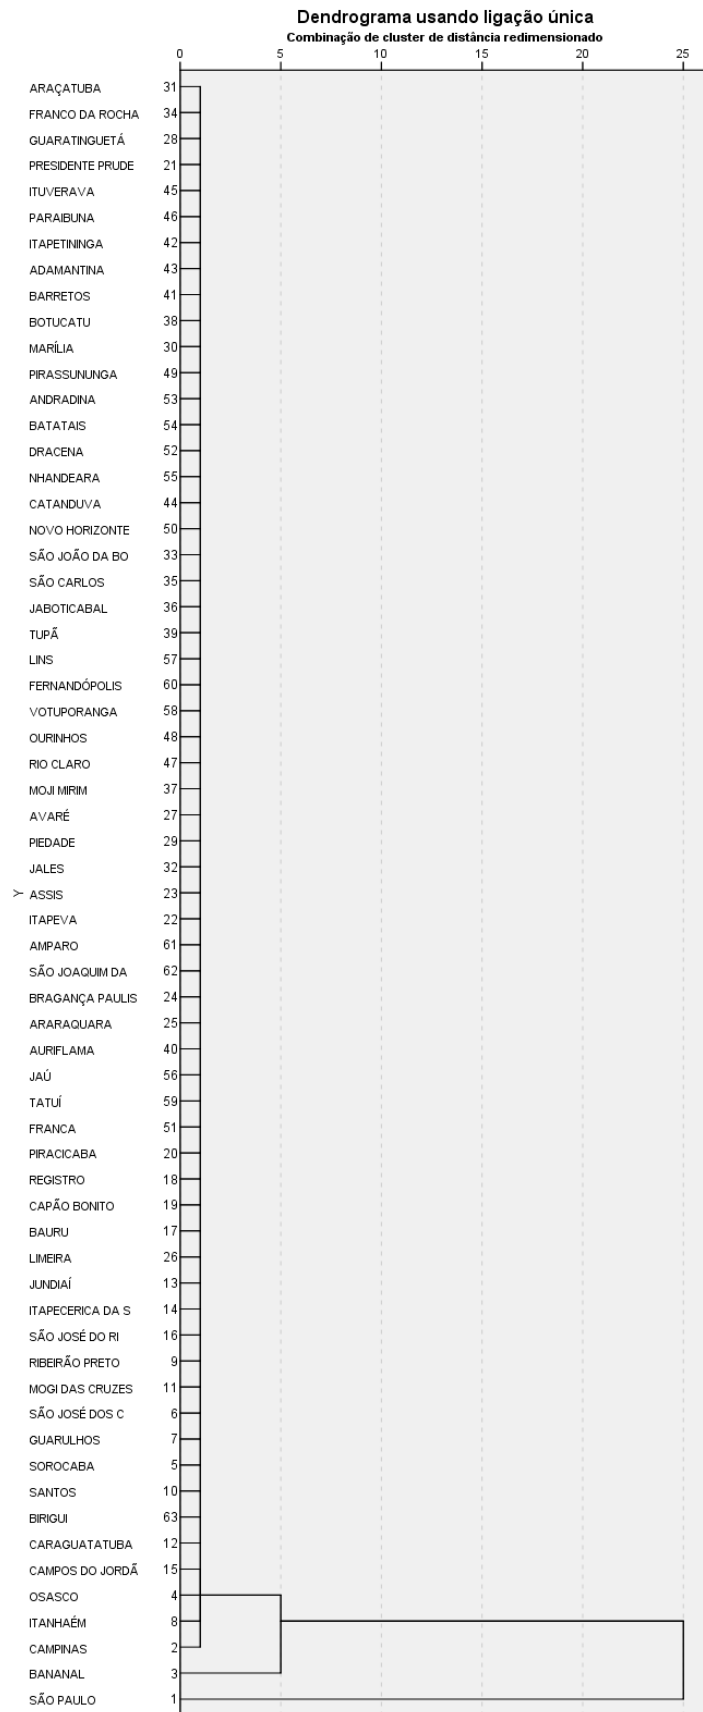 Dendrograma usando ligação única
Combinação de cluster de distância redimensionado
0 5 10 15 20 25
ARAÇATUBA 31
FRANCO DA ROCHA 34
GUARATINGUETÁ 28
PRESIDENTE PRUDE 21
ITUVERAVA 45
PARAIBUNA 46
ITAPETININGA 42
ADAMANTINA 43
BARRETOS 41
BOTUCATU 38
MARÍLIA 30
PIRASSUNUNGA 49
ANDRADINA 53
BATATAIS 54
DRACENA 52
NHANDEARA 55
CATANDUVA 44
NOVO HORIZONTE 50
SÃO JOÃO DA BO 33
SÃO CARLOS 35
JABOTICABAL 36
TUPÃ 39
LINS 57
FERNANDÓPOLIS 60
VOTUPORANGA 58
OURINHOS 48
RIO CLARO 47
MOJI MIRIM 37
AVARÉ 27
PIEDADE 29
JALES 32
Y ASSIS 23
ITAPEVA 22
AMPARO 61
SÃO JOAQUIM DA 62
BRAGANÇA PAULIS 24
ARARAQUARA 25
AURIFLAMA 40
JAÚ 56
TATUÍ 59
FRANCA 51
PIRACICABA 20
REGISTRO 18
CAPÃO BONITO 19
BAURU 17
LIMEIRA 26
JUNDIAÍ 13
ITAPECERICA DA S 14
SÃO JOSÉ DO RI 16
RIBEIRÃO PRETO 9
MOGI DAS CRUZES 11
SÃO JOSÉ DOS C 6
GUARULHOS 7
SOROCABA 5
SANTOS 10
BIRIGUI 63
CARAGUATATUBA 12
CAMPOS DO JORDÃ 15
OSASCO 4
ITANHAÉM 8
CAMPINAS 2
BANANAL 3
SÃO PAULO 1